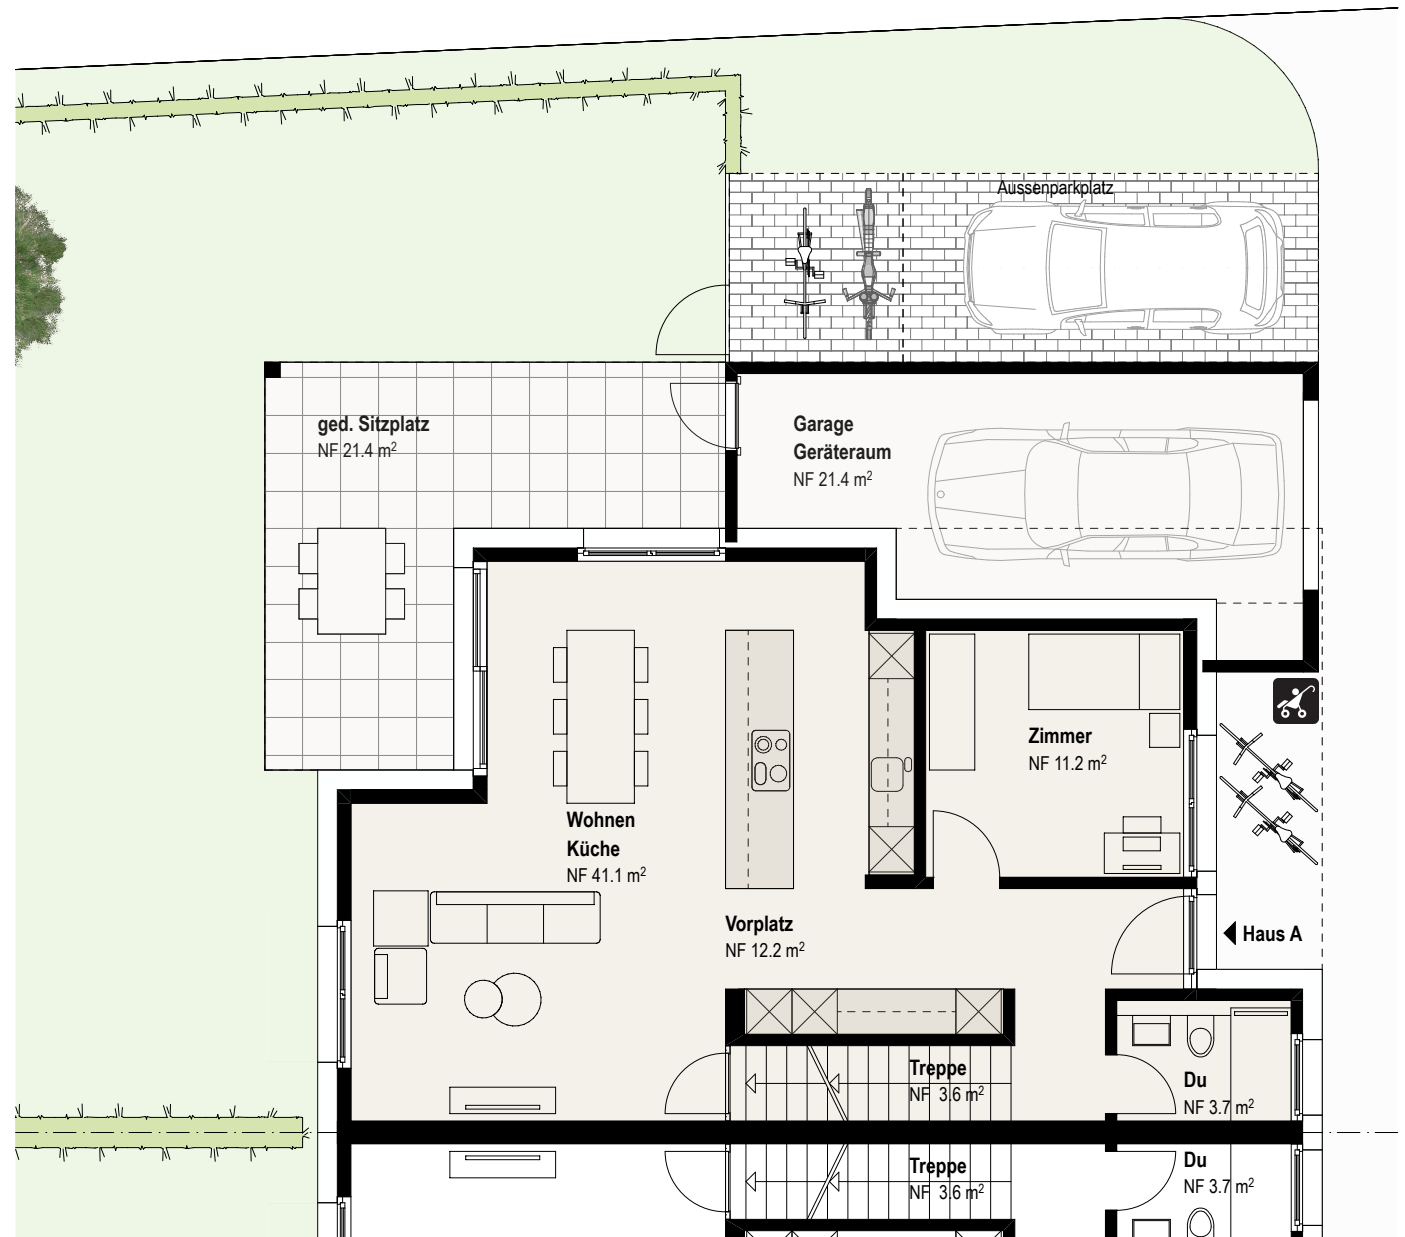 Aussenparkplatz
ged. Sitzplatz
NF 21.4 m²
Garage
Geräteraum
NF 21.4 m²
Zimmer
NF 11.2 m²
Wohnen
Küche
NF 41.1 m²
Vorplatz
NF 12.2 m²
Haus A
Treppe
NF 3.6 m²
Du
NF 3.7 m²
Treppe
NF 3.6 m²
Du
NF 3.7 m²